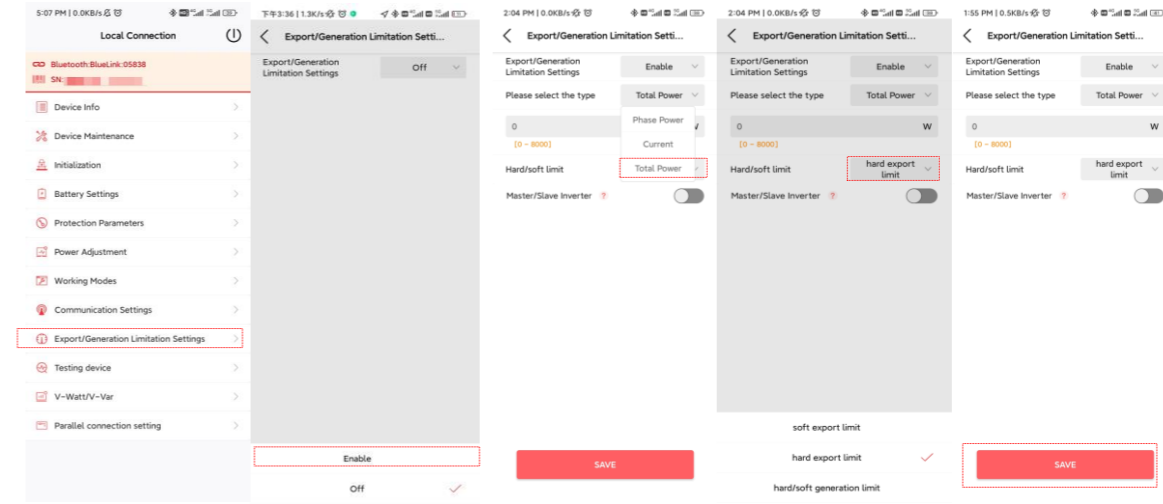 5:07 PM | 0.0KB/s
Local Connection
Bluetooth:BlueLink:05838
SN:
Device Info
Device Maintenance
Initialization
Battery Settings
Protection Parameters
Power Adjustment
Working Modes
Communication Settings
Export/Generation Limitation Settings
Testing device
V-Watt/V-Var
Parallel connection setting
下午3:36 | 1.3K/s
Export/Generation Limitation Setti...
Export/Generation
Limitation Settings
Off
Enable
Off
2:04 PM | 0.0KB/s
Export/Generation Limitation Setti...
Export/Generation
Limitation Settings
Enable
Please select the type
Total Power
Phase Power
0
W
[0 ~ 8000]
Current
Hard/soft limit
Total Power
Master/Slave Inverter ?
SAVE
2:04 PM | 0.0KB/s
Export/Generation Limitation Setti...
Export/Generation
Limitation Settings
Enable
Please select the type
Total Power
0
W
[0 ~ 8000]
Hard/soft limit
hard export
limit
Master/Slave Inverter ?
soft export limit
hard export limit
hard/soft generation limit
1:55 PM | 0.5KB/s
Export/Generation Limitation Setti...
Export/Generation
Limitation Settings
Enable
Please select the type
Total Power
0
W
[0 ~ 8000]
Hard/soft limit
hard export
limit
Master/Slave Inverter ?
SAVE